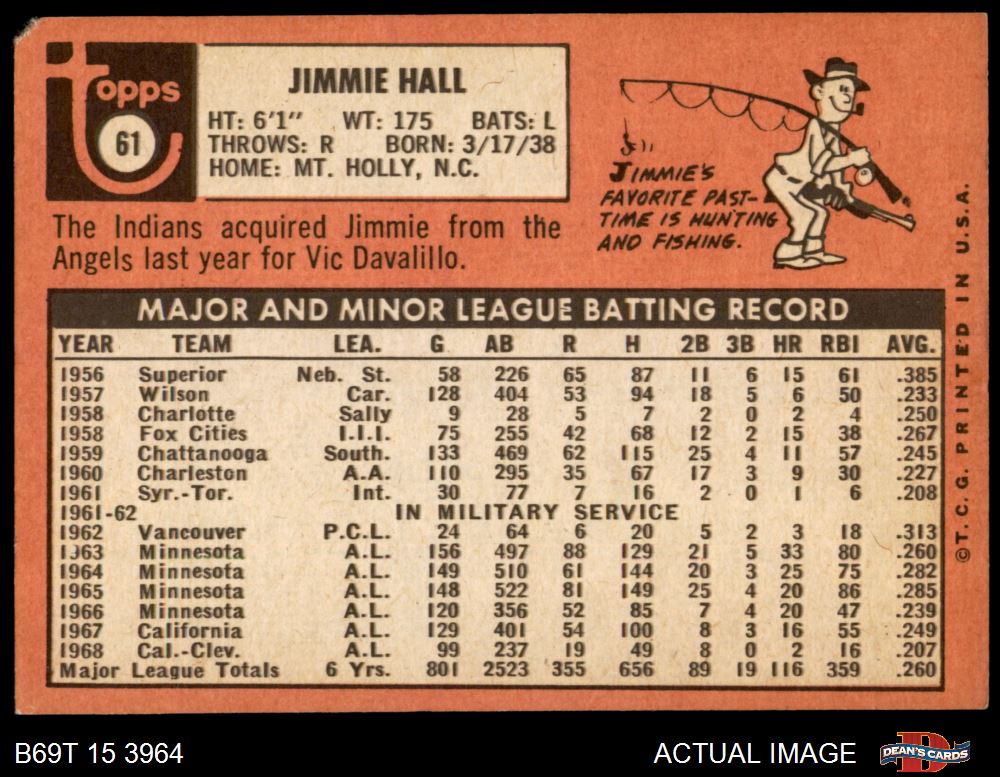 topps
61
JIMMIE HALL
HT: 6'1" WT: 175 BATS: L
THROWS: R BORN: 3/17/38
HOME: MT. HOLLY, N.C.
The Indians acquired Jimmie from the
Angels last year for Vic Davalillo.
JIMMIE'S
FAVORITE PAST-
TIME IS HUNTING
AND FISHING.
MAJOR AND MINOR LEAGUE BATTING RECORD
YEAR TEAM LEA. G AB R H 2B 3B HR RBI AVG.
1956 Superior Neb. St. 58 226 65 87 11 6 15 61 .385
1957 Wilson Car. 128 404 53 94 18 5 6 50 .233
1958 Charlotte Sally 9 28 5 7 2 0 2 4 .250
1958 Fox Cities I.I.I. 75 255 42 68 12 2 15 38 .267
1959 Chattanooga South. 133 469 62 115 25 4 11 57 .245
1960 Charleston A.A. 110 295 35 67 17 3 9 30 .227
1961 Syr.-Tor. Int. 30 77 7 16 2 0 1 6 .208
1961-62 IN MILITARY SERVICE
1962 Vancouver P.C.L. 24 64 6 20 5 2 3 18 .313
1963 Minnesota A.L. 156 497 88 129 21 5 33 80 .260
1964 Minnesota A.L. 149 510 61 144 20 3 25 75 .282
1965 Minnesota A.L. 148 522 81 149 25 4 20 86 .285
1966 Minnesota A.L. 120 356 52 85 7 4 20 47 .239
1967 California A.L. 129 401 54 100 8 3 16 55 .249
1968 Cal.-Clev. A.L. 99 237 19 49 8 0 2 16 .207
Major League Totals 6 Yrs. 801 2523 355 656 89 19 116 359 .260
©T.C.G. PRINTED IN U.S.A.
B69T 15 3964
ACTUAL IMAGE
DEAN'S CARDS